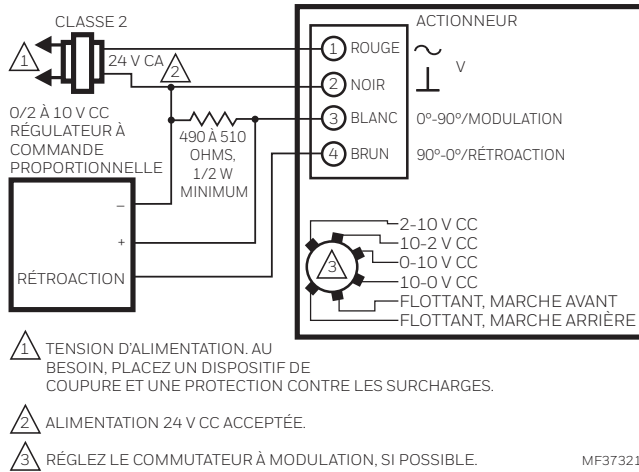 CLASSE 2
1
24 V CA
2
0/2 À 10 V CC
RÉGULATEUR À
COMMANDE
PROPORTIONNELLE
490 À 510
OHMS,
1/2 W
MINIMUM
–
+
RÉTROACTION
ACTIONNEUR
1 ROUGE
V
2 NOIR
3 BLANC 0°-90°/MODULATION
4 BRUN 90°-0°/RÉTROACTION
3
2-10 V CC
10-2 V CC
0-10 V CC
10-0 V CC
FLOTTANT, MARCHE AVANT
FLOTTANT, MARCHE ARRIÈRE
1 TENSION D'ALIMENTATION. AU
BESOIN, PLACEZ UN DISPOSITIF DE
COUPURE ET UNE PROTECTION CONTRE LES SURCHARGES.
2 ALIMENTATION 24 V CC ACCEPTÉE.
3 RÉGLEZ LE COMMUTATEUR À MODULATION, SI POSSIBLE.
MF37321